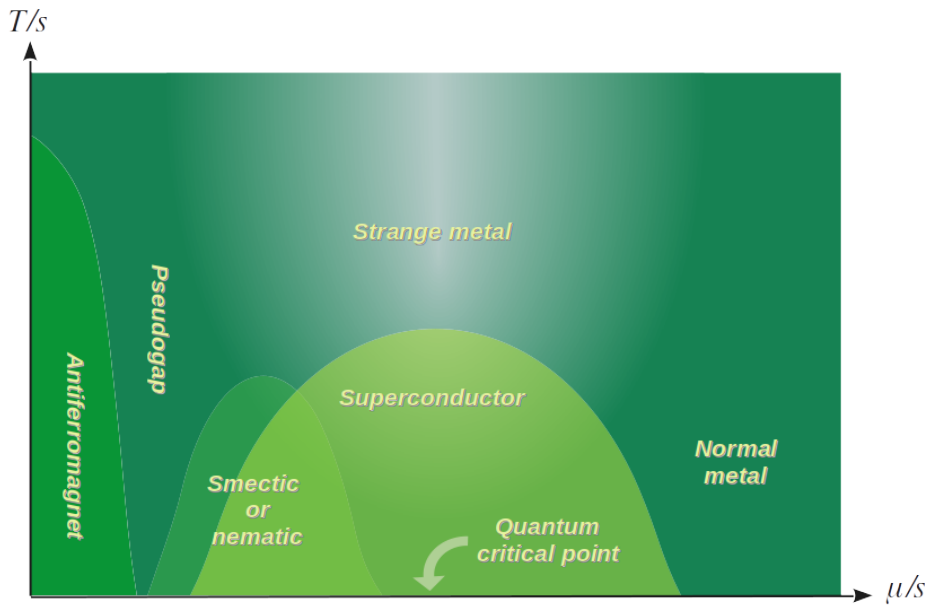 T/s
Strange metal
Pseudogap
Antiferromagnet
Superconductor
Smectic
or
nematic
Normal
metal
Quantum
critical point
μ/s